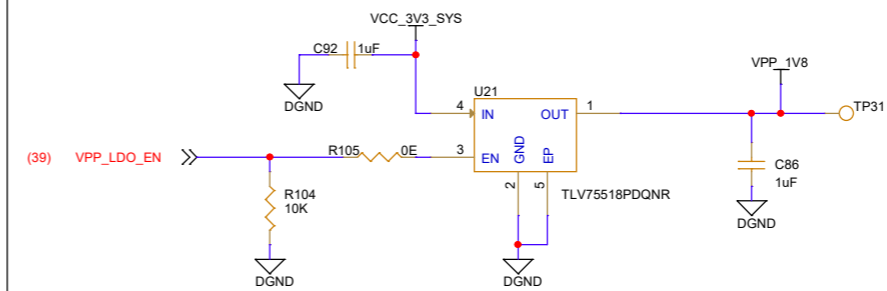 VCC_3V3_SYS
C92 1uF
VPP_1V8
U21
DGND
TP31
4 IN OUT 1
(39) VPP_LDO_EN R105 0E 3 EN GND EP
C86
1uF
R104
10K
2 5 TLV75518PDQNR
DGND
DGND DGND